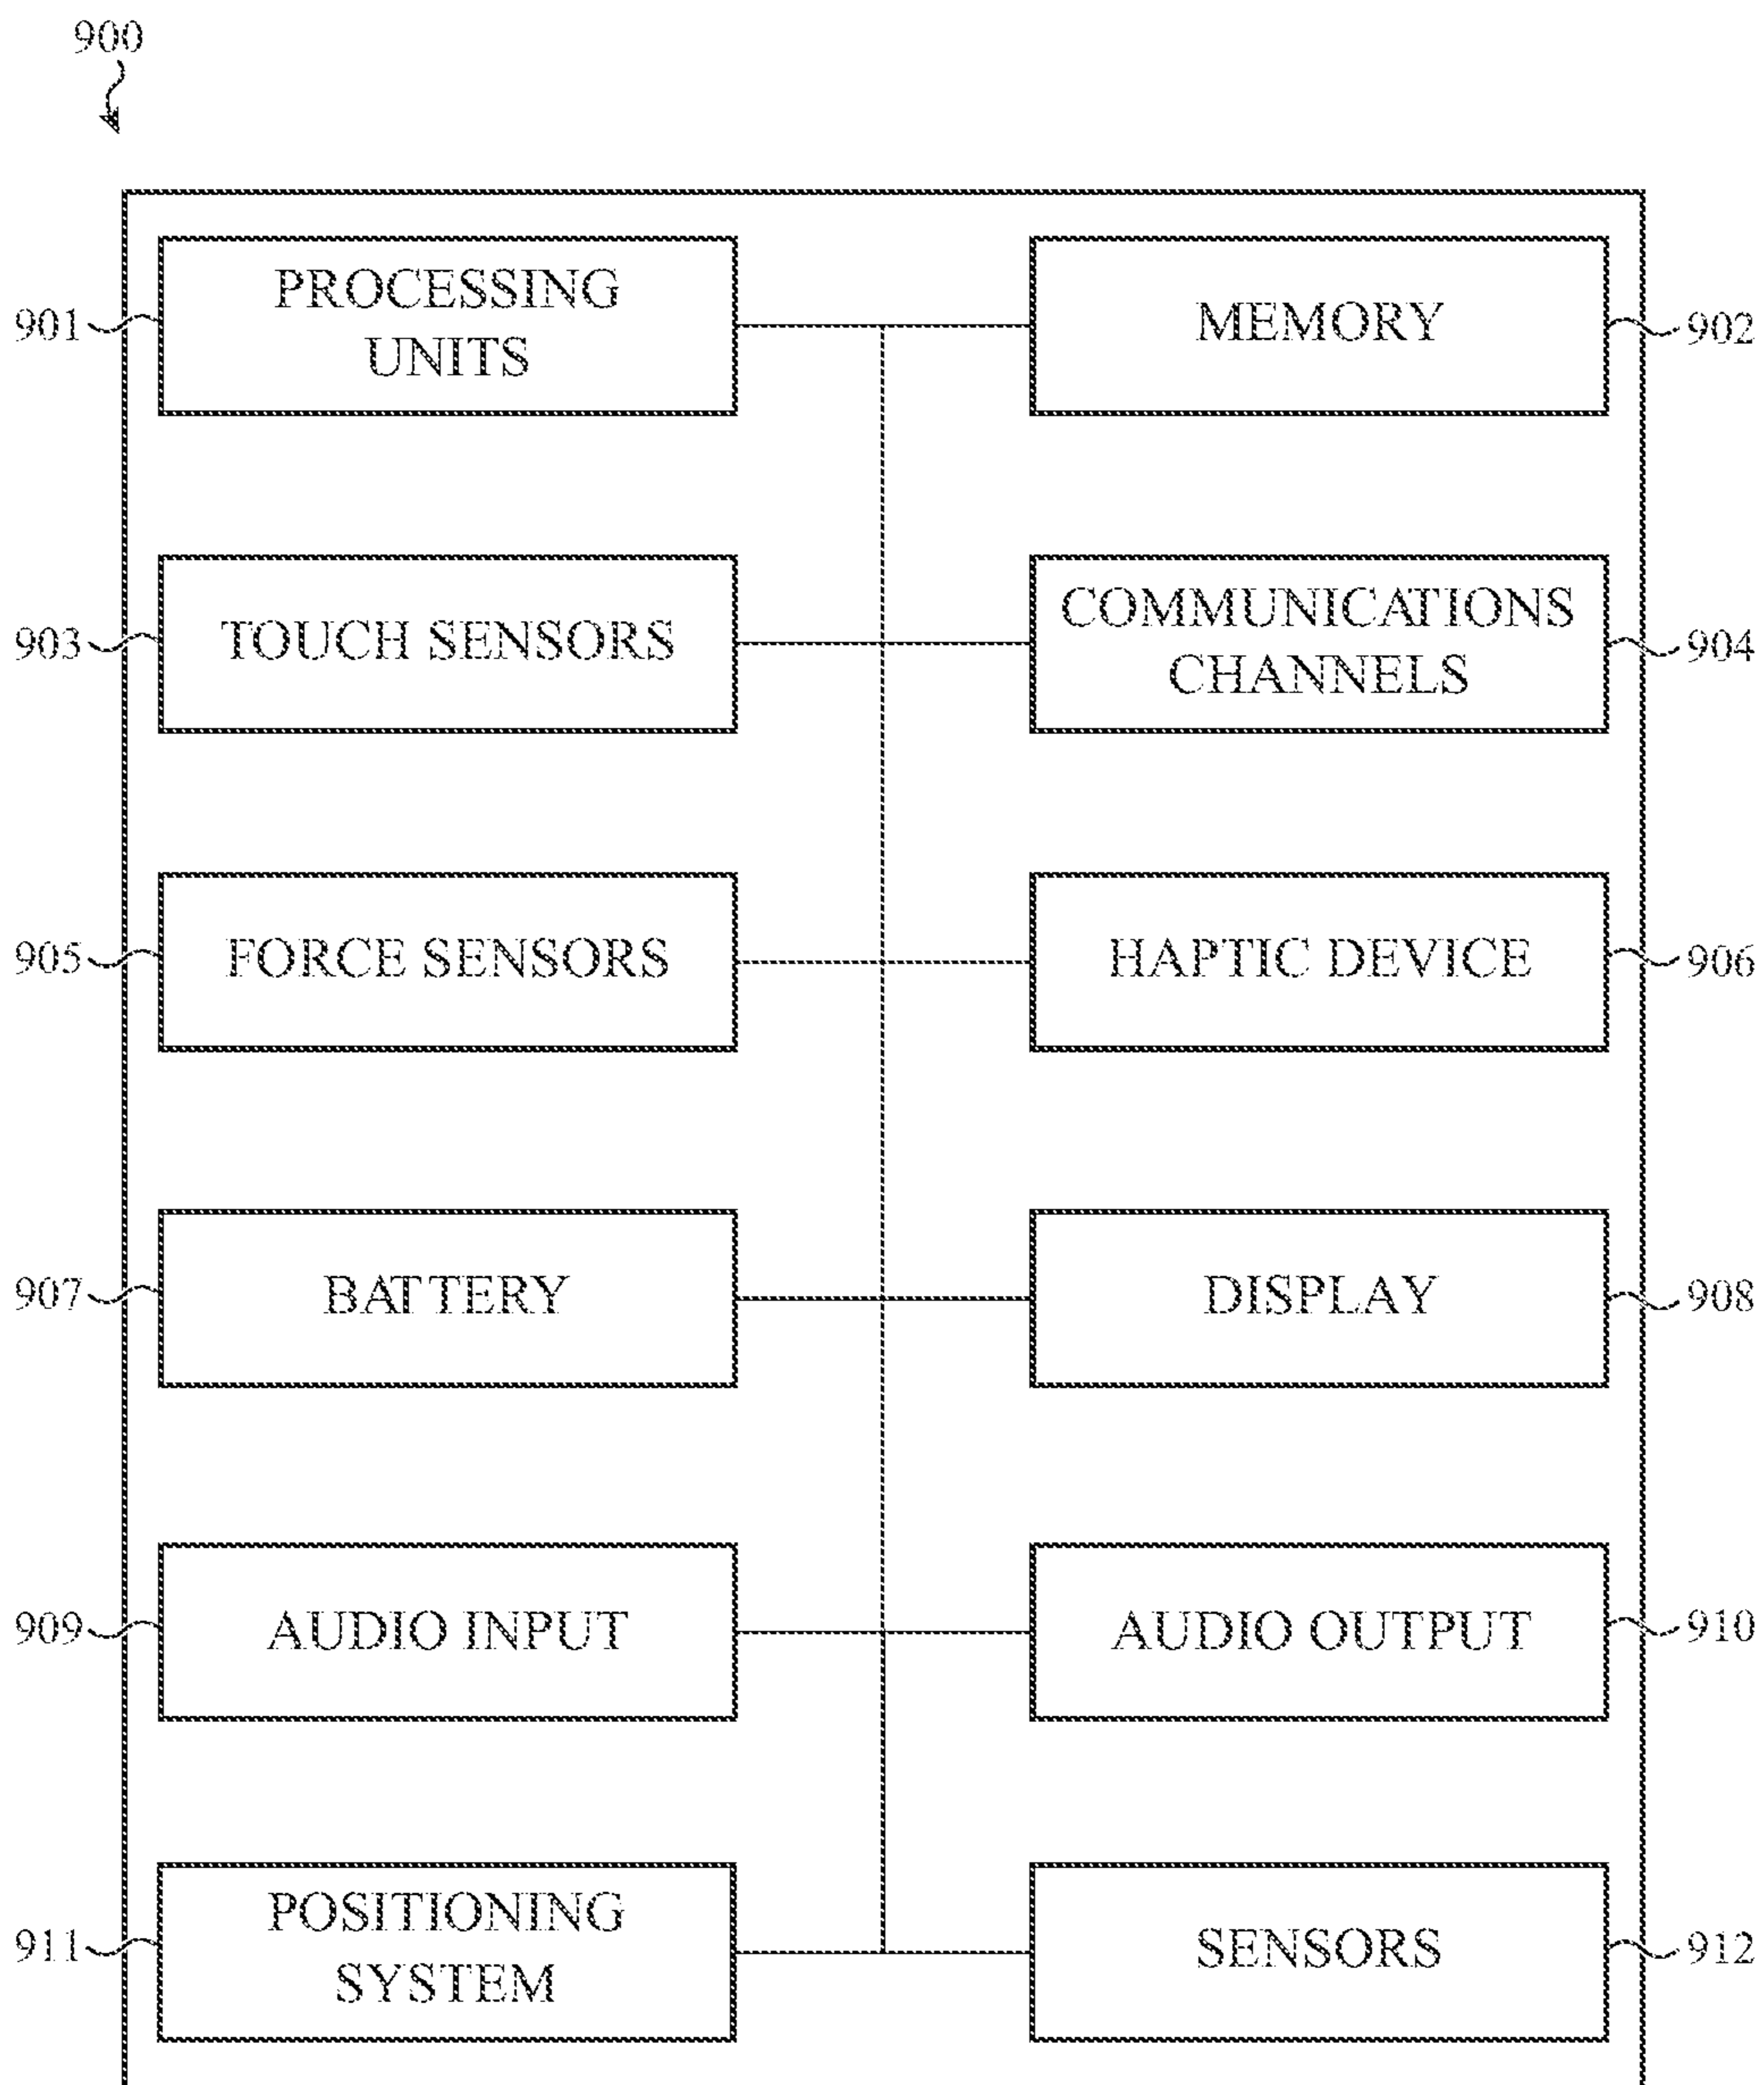 900
901
PROCESSING
UNITS
MEMORY
902
903
TOUCH SENSORS
COMMUNICATIONS
CHANNELS
904
905
FORCE SENSORS
HAPTIC DEVICE
906
907
BATTERY
DISPLAY
908
909
AUDIO INPUT
AUDIO OUTPUT
910
911
POSITIONING
SYSTEM
SENSORS
912